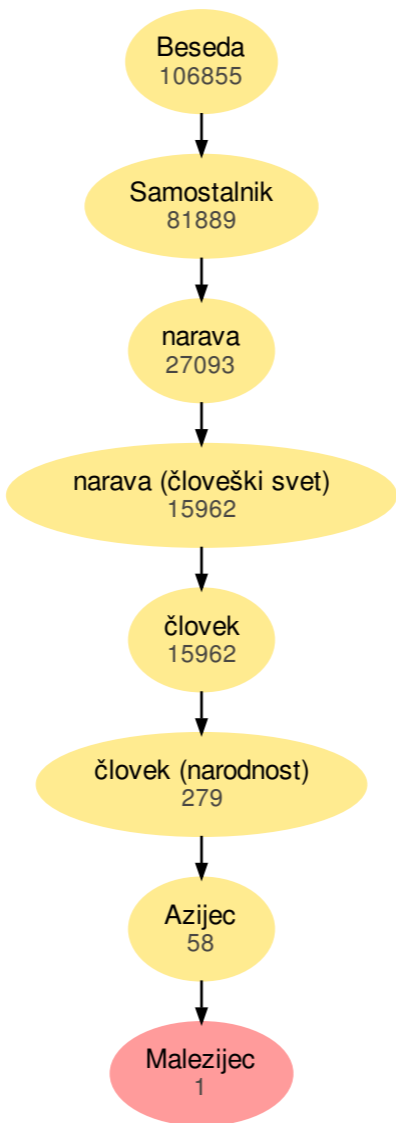 Beseda
106855
Samostalnik
81889
narava
27093
narava (človeški svet)
15962
človek
15962
človek (narodnost)
279
Azijec
58
Malezijec
1